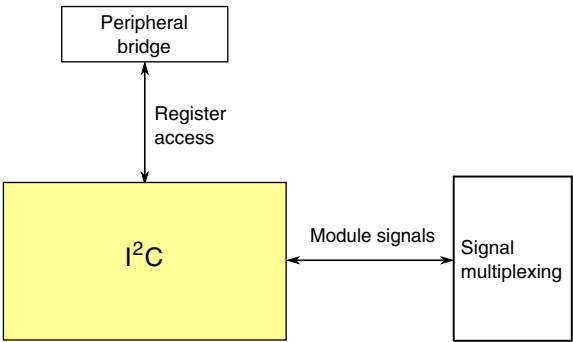 Peripheral
bridge
Register
access
I²C
Module signals
Signal
multiplexing